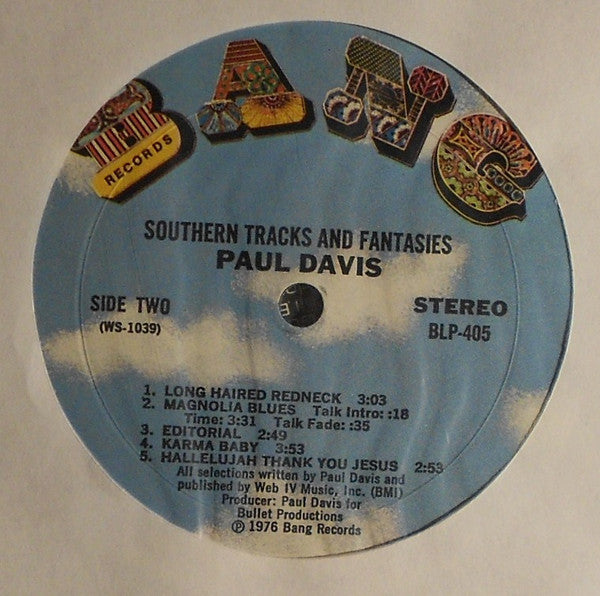 BANG
RECORDS
SOUTHERN TRACKS AND FANTASIES
PAUL DAVIS
SIDE TWO
(WS-1039)
STEREO
BLP-405
1. LONG HAIRED REDNECK 3:03
2. MAGNOLIA BLUES Talk Intro: :18
Time: 3:31 Talk Fade: :35
3. EDITORIAL 2:49
4. KARMA BABY 3:53
5. HALLELUJAH THANK YOU JESUS 2:53
All selections written by Paul Davis and
published by Web IV Music, Inc. (BMI)
Producer: Paul Davis for
Bullet Productions
℗ 1976 Bang Records